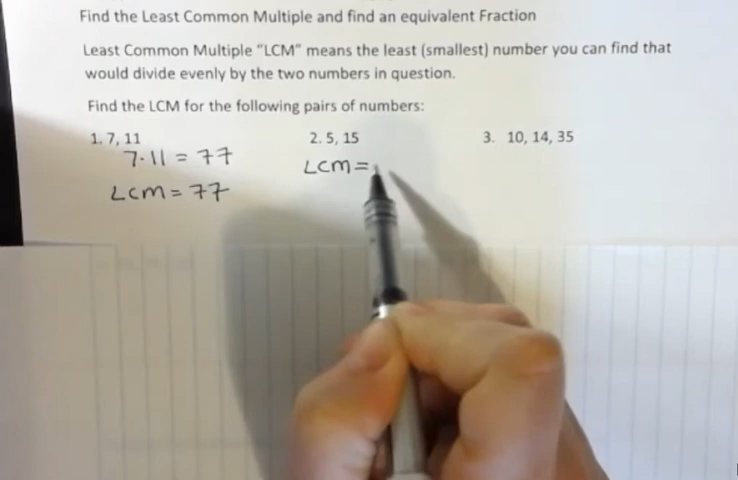 Find the Least Common Multiple and find an equivalent Fraction
Least Common Multiple "LCM" means the least (smallest) number you can find that
would divide evenly by the two numbers in question.
Find the LCM for the following pairs of numbers:
1. 7, 11
7·11 = 77
LCM = 77
2. 5, 15
LCM =
3. 10, 14, 35